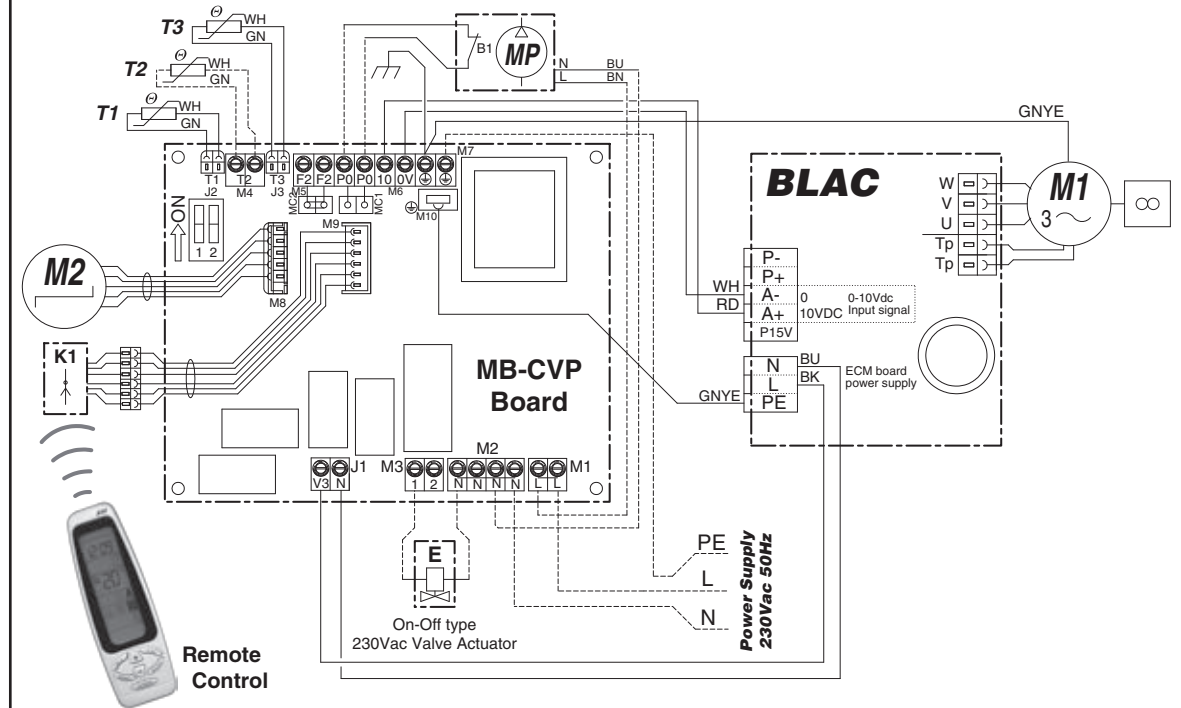 T3
Θ
WH
GN
T2
Θ
WH
GN
T1
Θ
WH
GN
B1
MP
N BU
L BN
GNYE
M7
T1 T2 T3 F2 F2 P0 P0 10 0V
J2 M4 J3 M5 M6
MC2 MC1
M10
ON
1 2
M9
M8
M2
K1
MB-CVP
Board
BLAC
W
V
U
Tp
Tp
M1
3
8
P-
P+
WH A- 0 0-10Vdc
RD A+ 10VDC Input signal
P15V
N BU
L BK
GNYE PE
ECM board
power supply
J1 M3 M2 M1
V3 N 1 2 N N N N L L
E
On-Off type
230Vac Valve Actuator
PE
L
N
Power Supply
230Vac 50Hz
Remote
Control